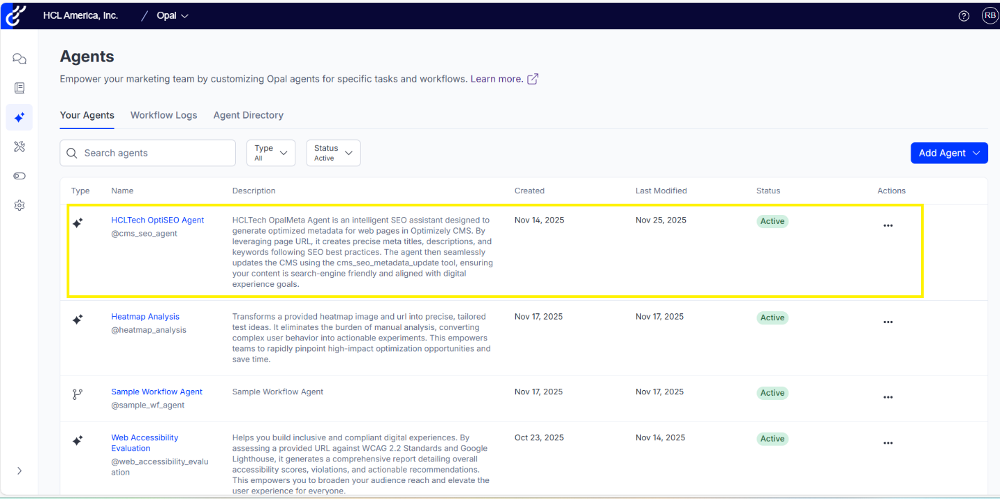 HCL America, Inc. / Opal RB
Agents
Empower your marketing team by customizing Opal agents for specific tasks and workflows. Learn more.
Your Agents Workflow Logs Agent Directory
Search agents
Type
All
Status
Active
Add Agent
Type Name Description Created Last Modified Status Actions
HCLTech OptiSEO Agent
@cms_seo_agent
HCLTech OpalMeta Agent is an intelligent SEO assistant designed to
generate optimized metadata for web pages in Optimizely CMS. By
leveraging page URL, it creates precise meta titles, descriptions, and
keywords following SEO best practices. The agent then seamlessly
updates the CMS using the cms_seo_metadata_update tool, ensuring
your content is search-engine friendly and aligned with digital
experience goals.
Nov 14, 2025 Nov 25, 2025 Active
Heatmap Analysis
@heatmap_analysis
Transforms a provided heatmap image and url into precise, tailored
test ideas. It eliminates the burden of manual analysis, converting
complex user behavior into actionable experiments. This empowers
teams to rapidly pinpoint high-impact optimization opportunities and
save time.
Nov 17, 2025 Nov 17, 2025 Active
Sample Workflow Agent
@sample_wf_agent
Sample Workflow Agent
Nov 17, 2025 Nov 17, 2025 Active
Web Accessibility
Evaluation
@web_accessibility_evalu
ation
Helps you build inclusive and compliant digital experiences. By
assessing a provided URL against WCAG 2.2 Standards and Google
Lighthouse, it generates a comprehensive report detailing overall
accessibility scores, violations, and actionable recommendations.
This empowers you to broaden your audience reach and elevate the
user experience for everyone.
Oct 23, 2025 Nov 14, 2025 Active